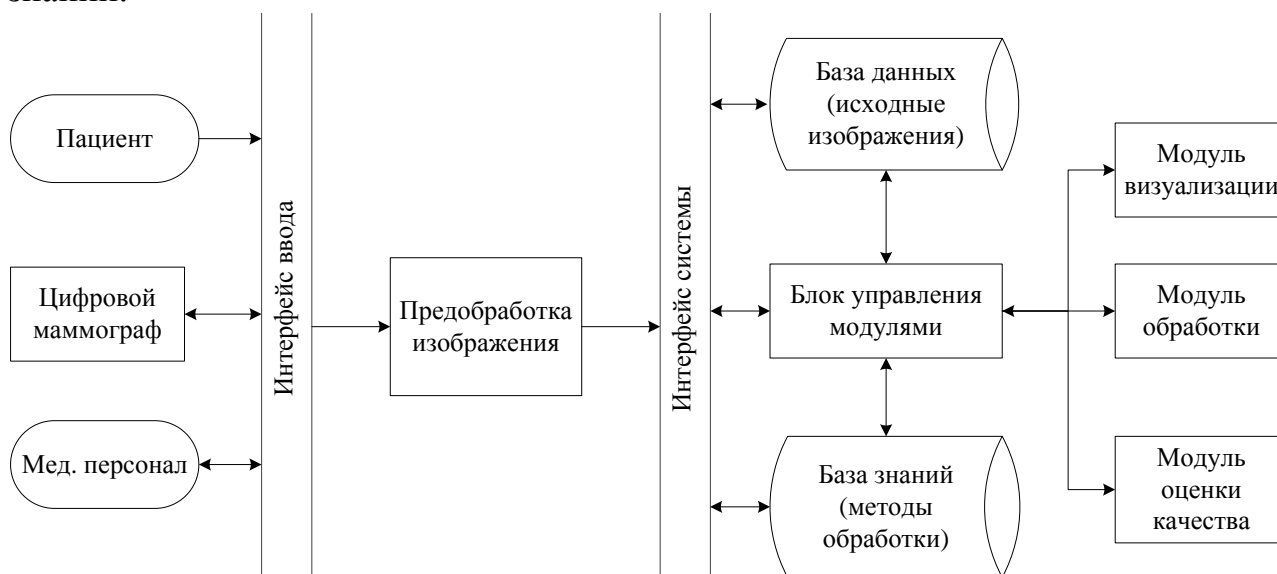 Пациент
Цифровой
маммограф
Мед. персонал
Интерфейс ввода
Предобработка
изображения
Интерфейс системы
База данных
(исходные
изображения)
Блок управления
модулями
База знаний
(методы
обработки)
Модуль
визуализации
Модуль
обработки
Модуль
оценки
качества